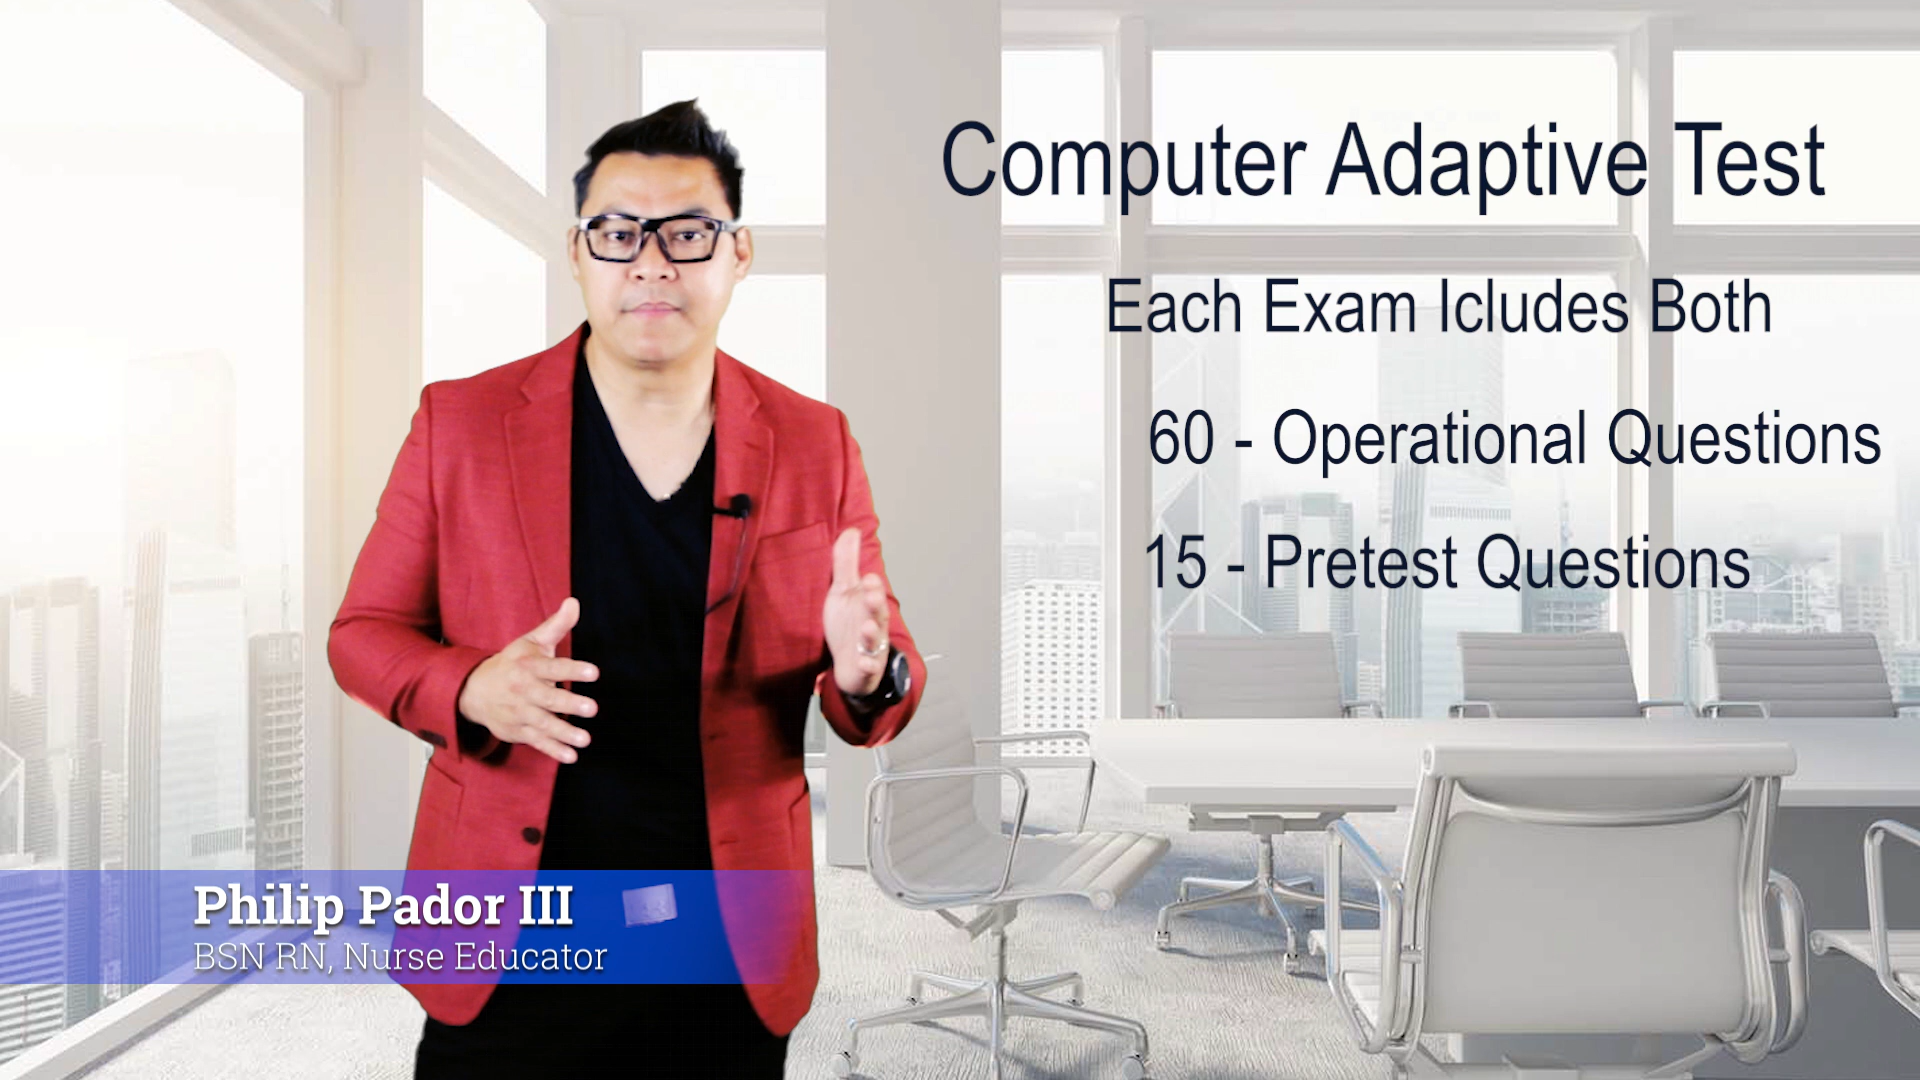 Computer Adaptive Test
Each Exam Icludes Both
60 - Operational Questions
15 - Pretest Questions
Philip Pador III
BSN RN, Nurse Educator